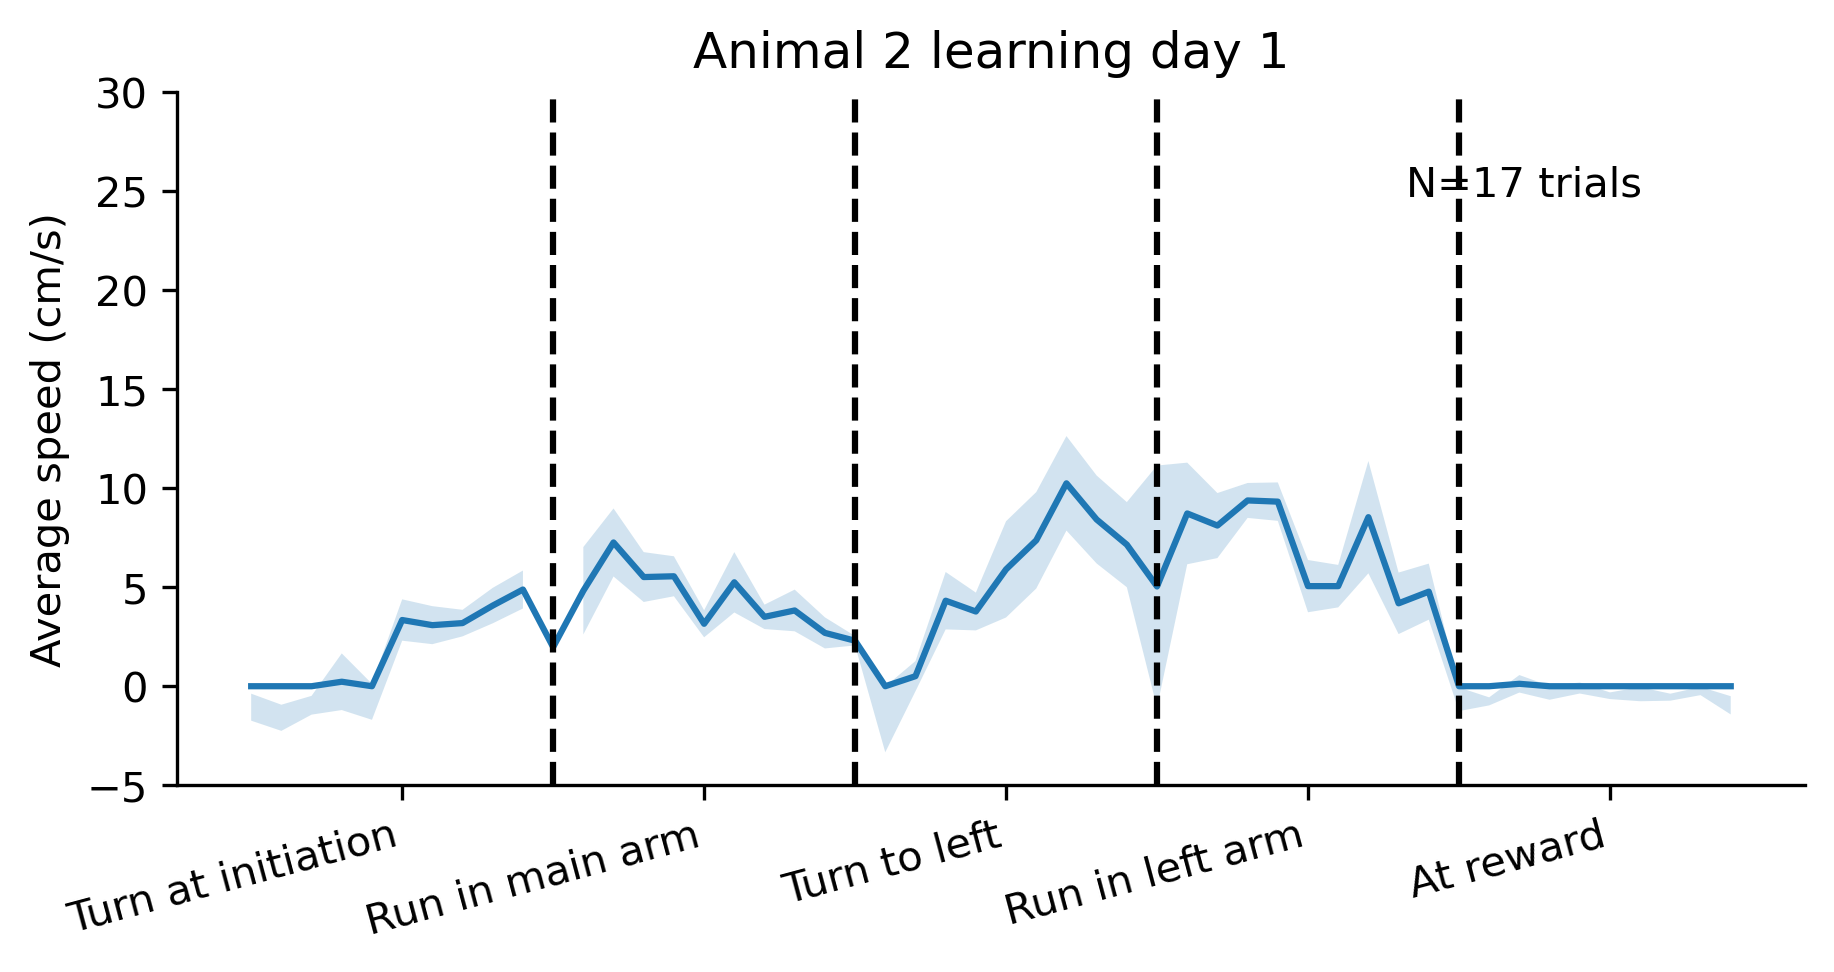 Animal 2 learning day 1
Average speed (cm/s)
30
25
20
15
10
5
0
−5
N=17 trials
Turn at initiation
Run in main arm
Turn to left
Run in left arm
At reward